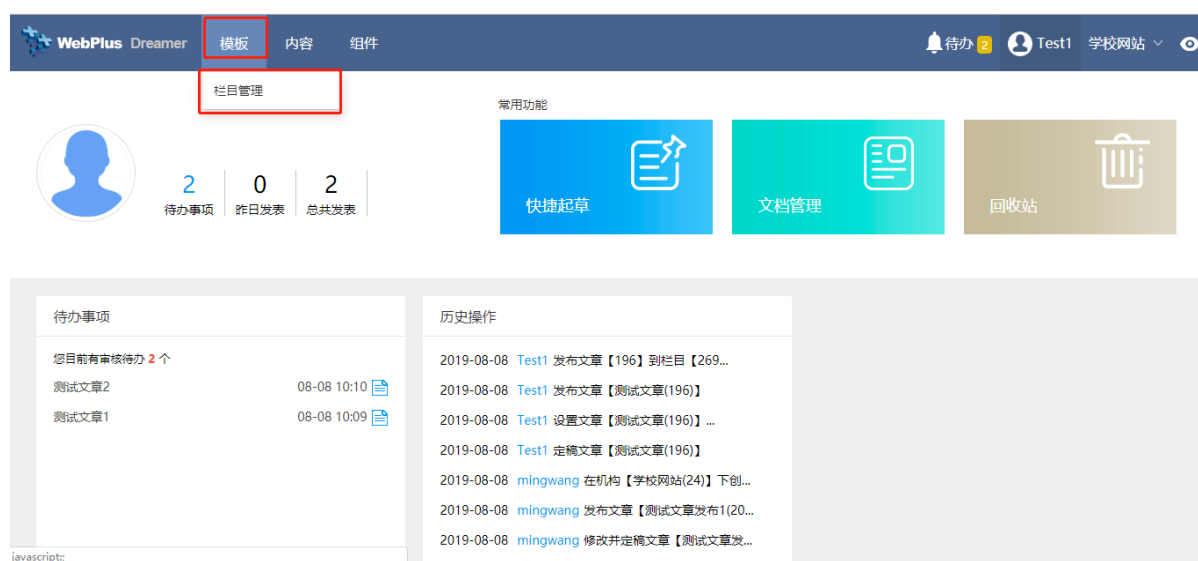 WebPlus Dreamer 模板 内容 组件 待办 2 Test1 学校网站
栏目管理
常用功能
2 0 2
待办事项 昨日发表 总共发表
快捷起草 文档管理 回收站
待办事项
您目前有审核待办 2 个
测试文章2 08-08 10:10
测试文章1 08-08 10:09
历史操作
2019-08-08 Test1 发布文章【196】到栏目【269...
2019-08-08 Test1 发布文章【测试文章(196)】
2019-08-08 Test1 设置文章【测试文章(196)】...
2019-08-08 Test1 定稿文章【测试文章(196)】
2019-08-08 mingwang 在机构【学校网站(24)】下创...
2019-08-08 mingwang 发布文章【测试文章发布1(20...
2019-08-08 mingwang 修改并定稿文章【测试文章发...
javascript:;